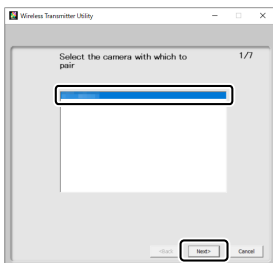 Wireless Transmitter Utility
Select the camera with which to
pair
1/7
<Back
Next>
Cancel